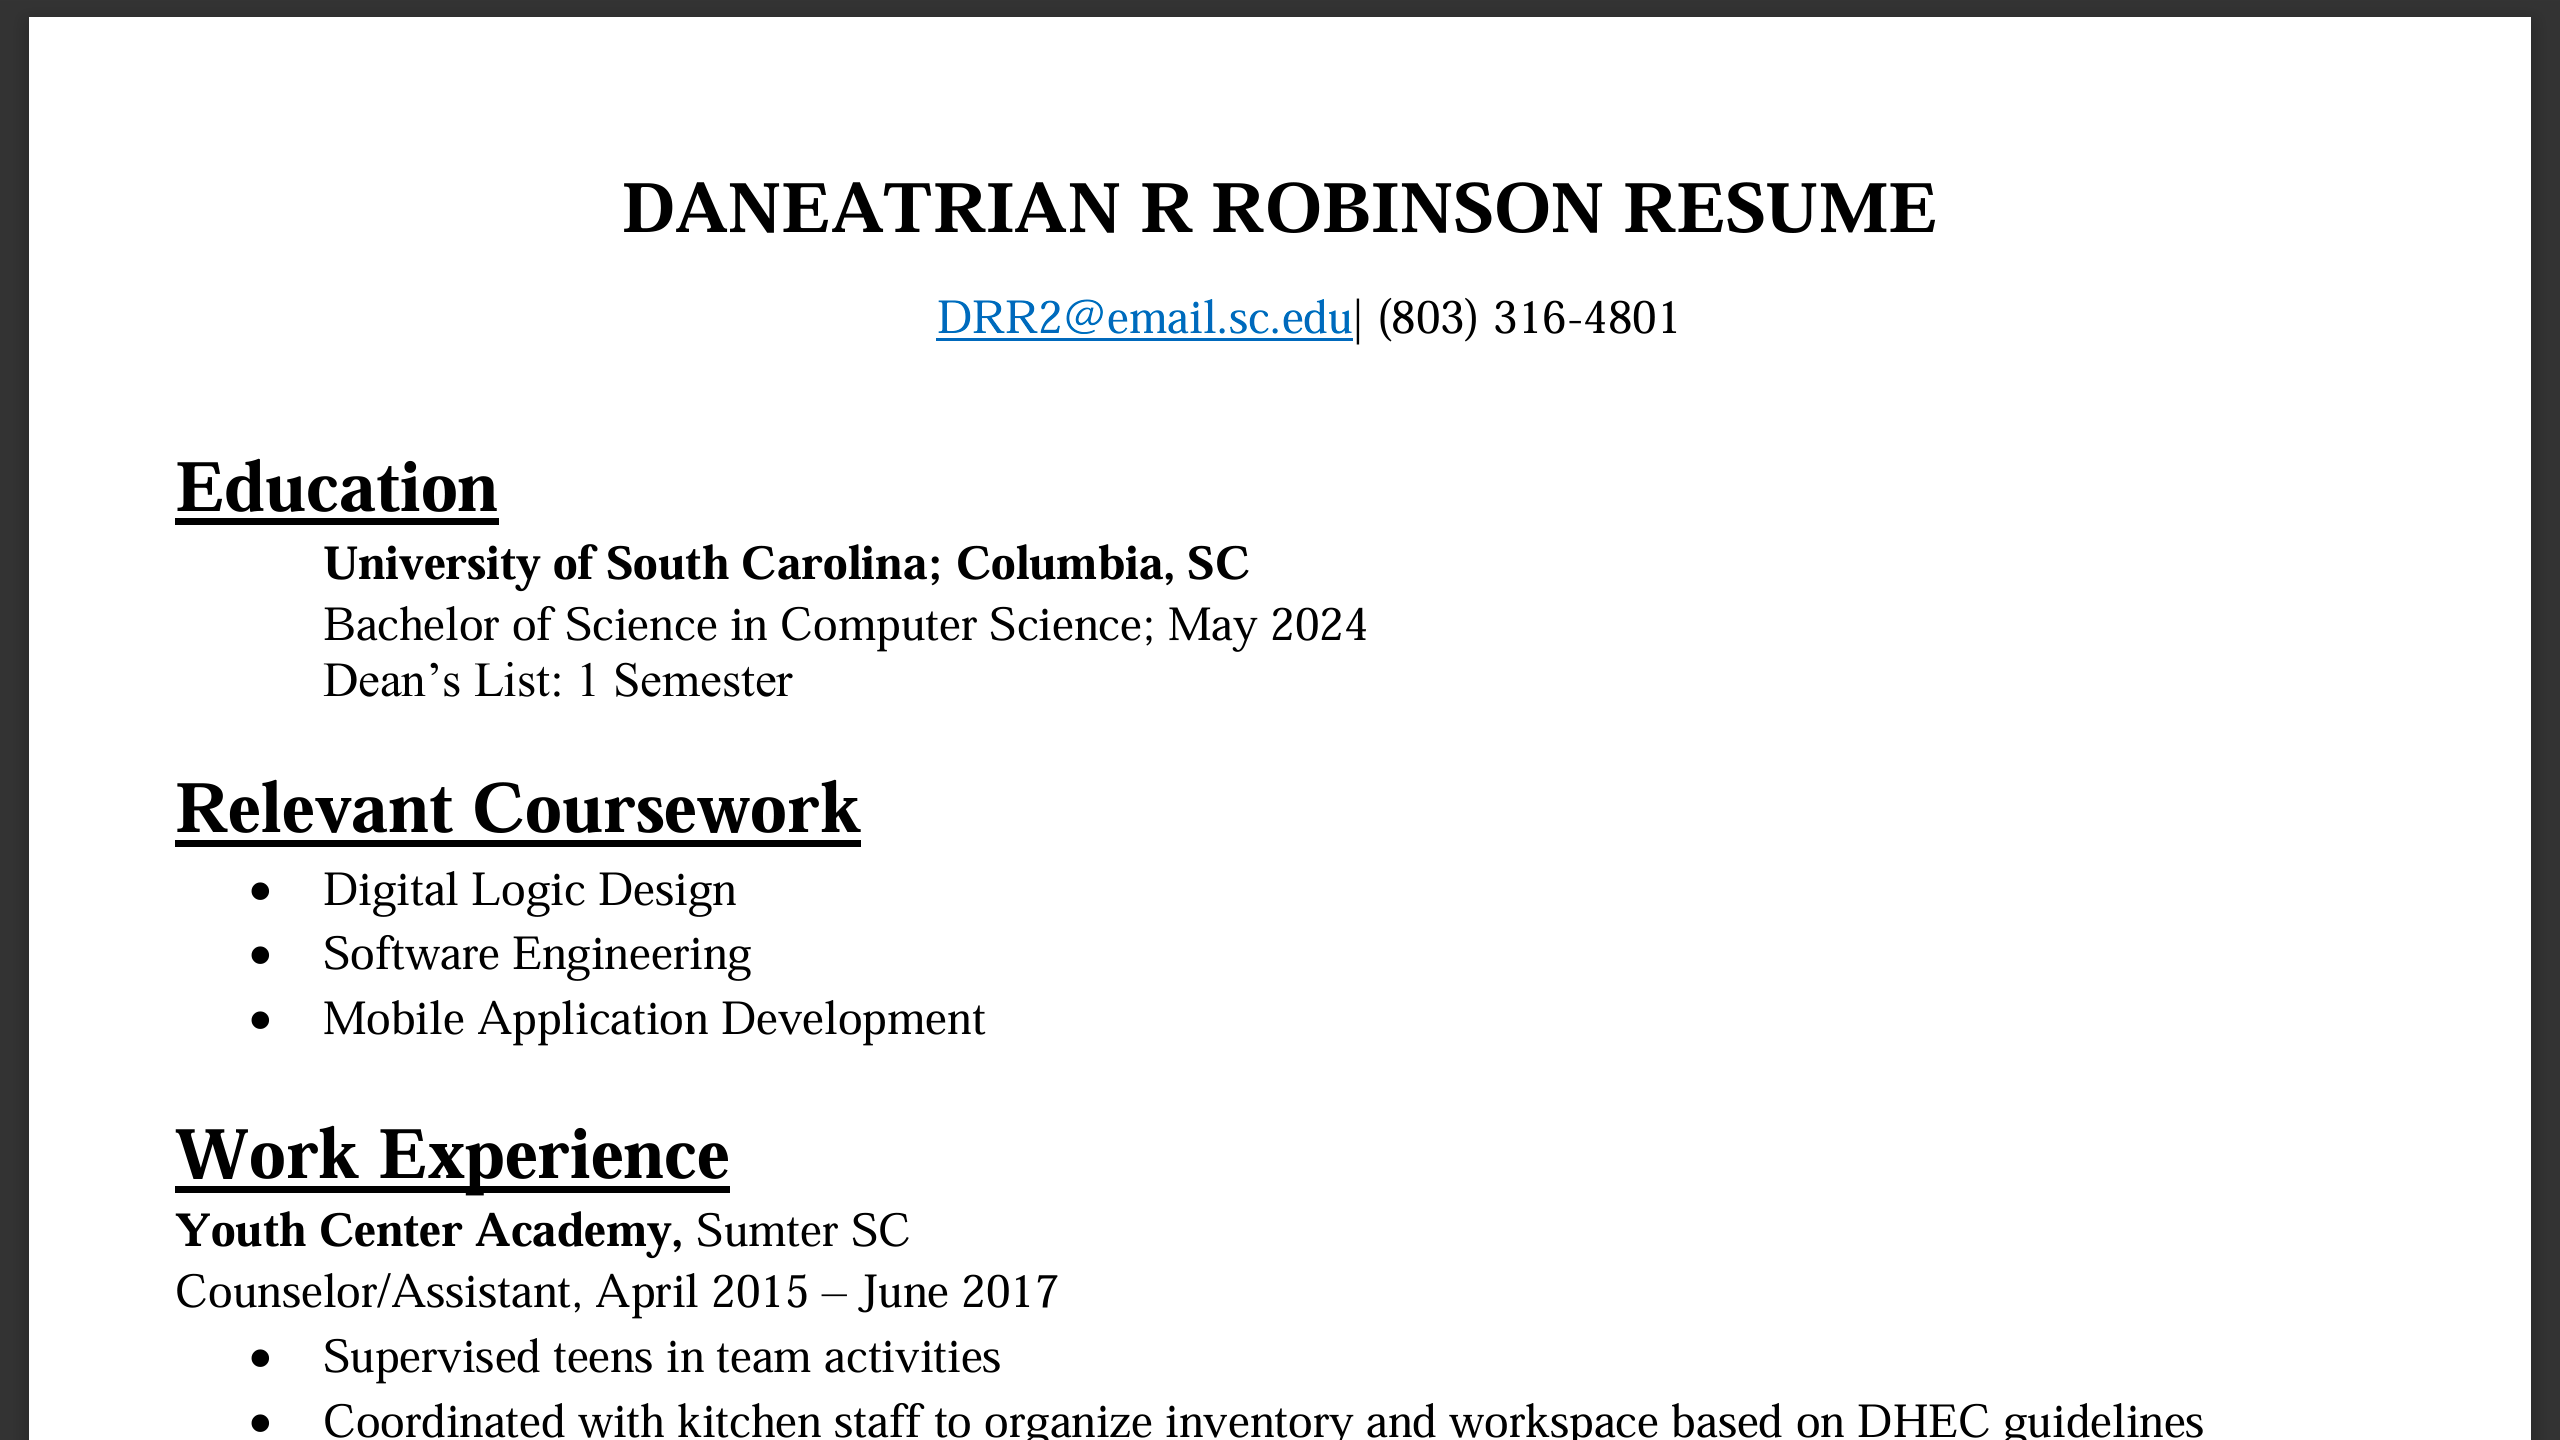 DANEATRIAN R ROBINSON RESUME
DRR2@email.sc.edu| (803) 316-4801
Education
University of South Carolina; Columbia, SC
Bachelor of Science in Computer Science; May 2024
Dean’s List: 1 Semester
Relevant Coursework
• Digital Logic Design
• Software Engineering
• Mobile Application Development
Work Experience
Youth Center Academy, Sumter SC
Counselor/Assistant, April 2015 – June 2017
• Supervised teens in team activities
• Coordinated with kitchen staff to organize inventory and workspace based on DHEC guidelines